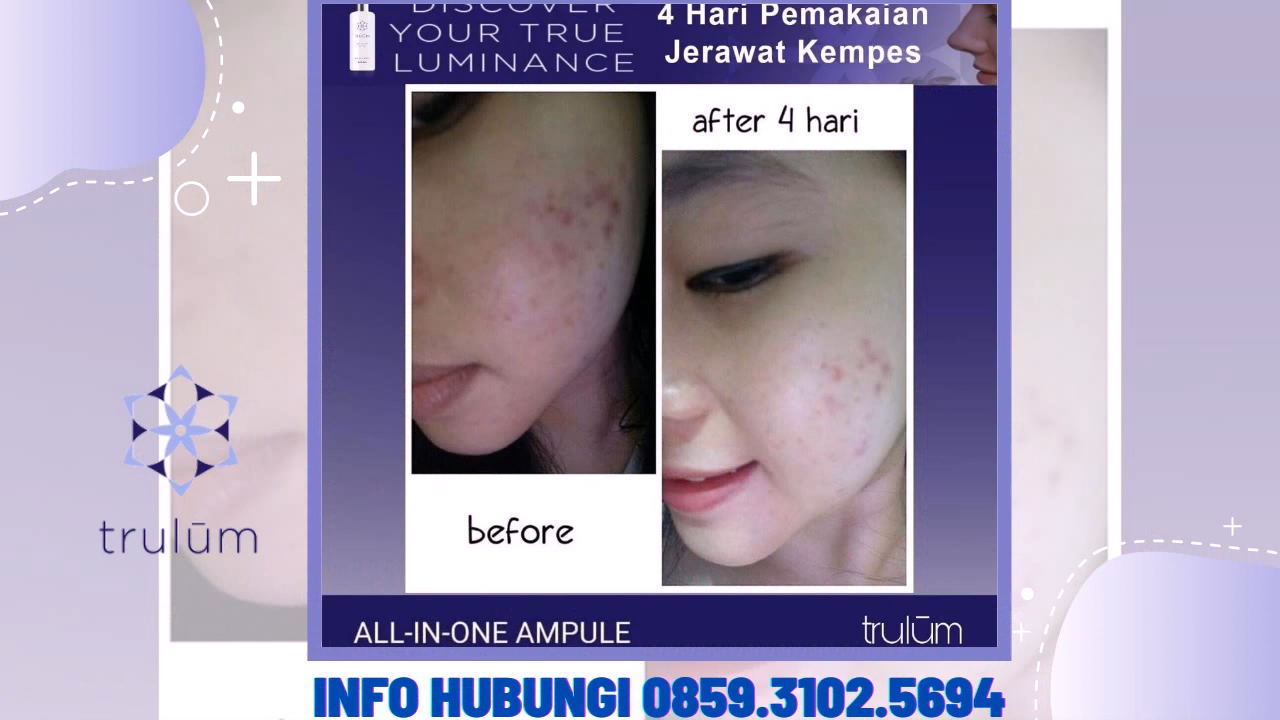 DISCOVER
YOUR TRUE
LUMINANCE
4 Hari Pemakaian
Jerawat Kempes
after 4 hari
before
trulūm
ALL-IN-ONE AMPULE
trulūm
INFO HUBUNGI 0859.3102.5694